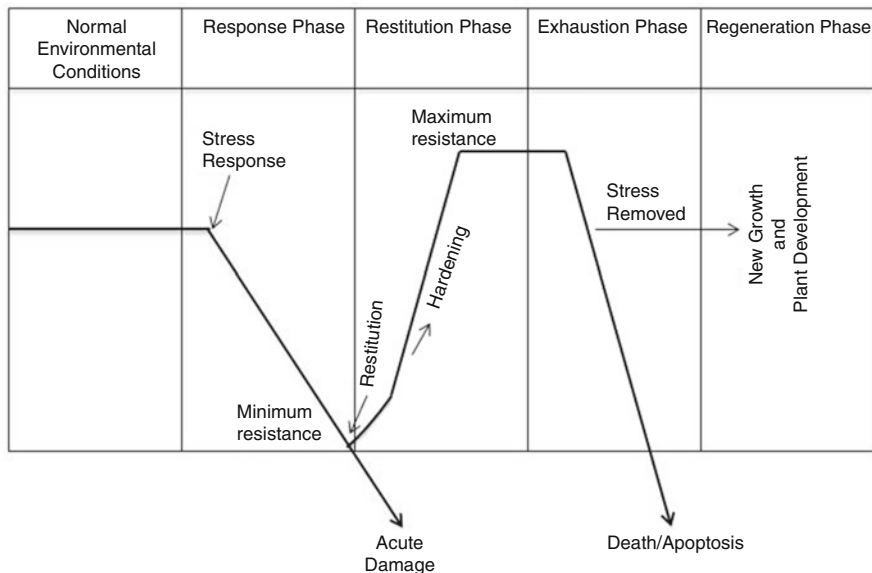 Normal
Environmental
Conditions
Response Phase
Restitution Phase
Exhaustion Phase
Regeneration Phase
Stress
Response
Minimum
resistance
Restitution
Hardening
Maximum
resistance
Stress
Removed
New Growth
and
Plant Development
Acute
Damage
Death/Apoptosis